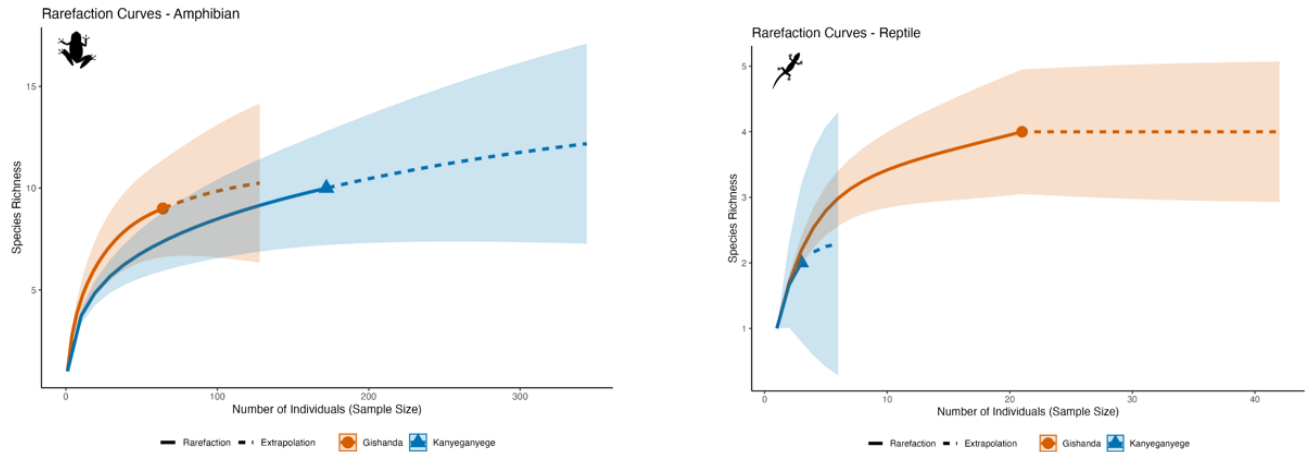 Rarefaction Curves - Amphibian
15
10
5
Species Richness
0 100 200 300
Number of Individuals (Sample Size)
Rarefaction Extrapolation Gishanda Kanyeganyege
Rarefaction Curves - Reptile
5
4
3
2
1
Species Richness
0 10 20 30 40
Number of Individuals (Sample Size)
Rarefaction Extrapolation Gishanda Kanyeganyege